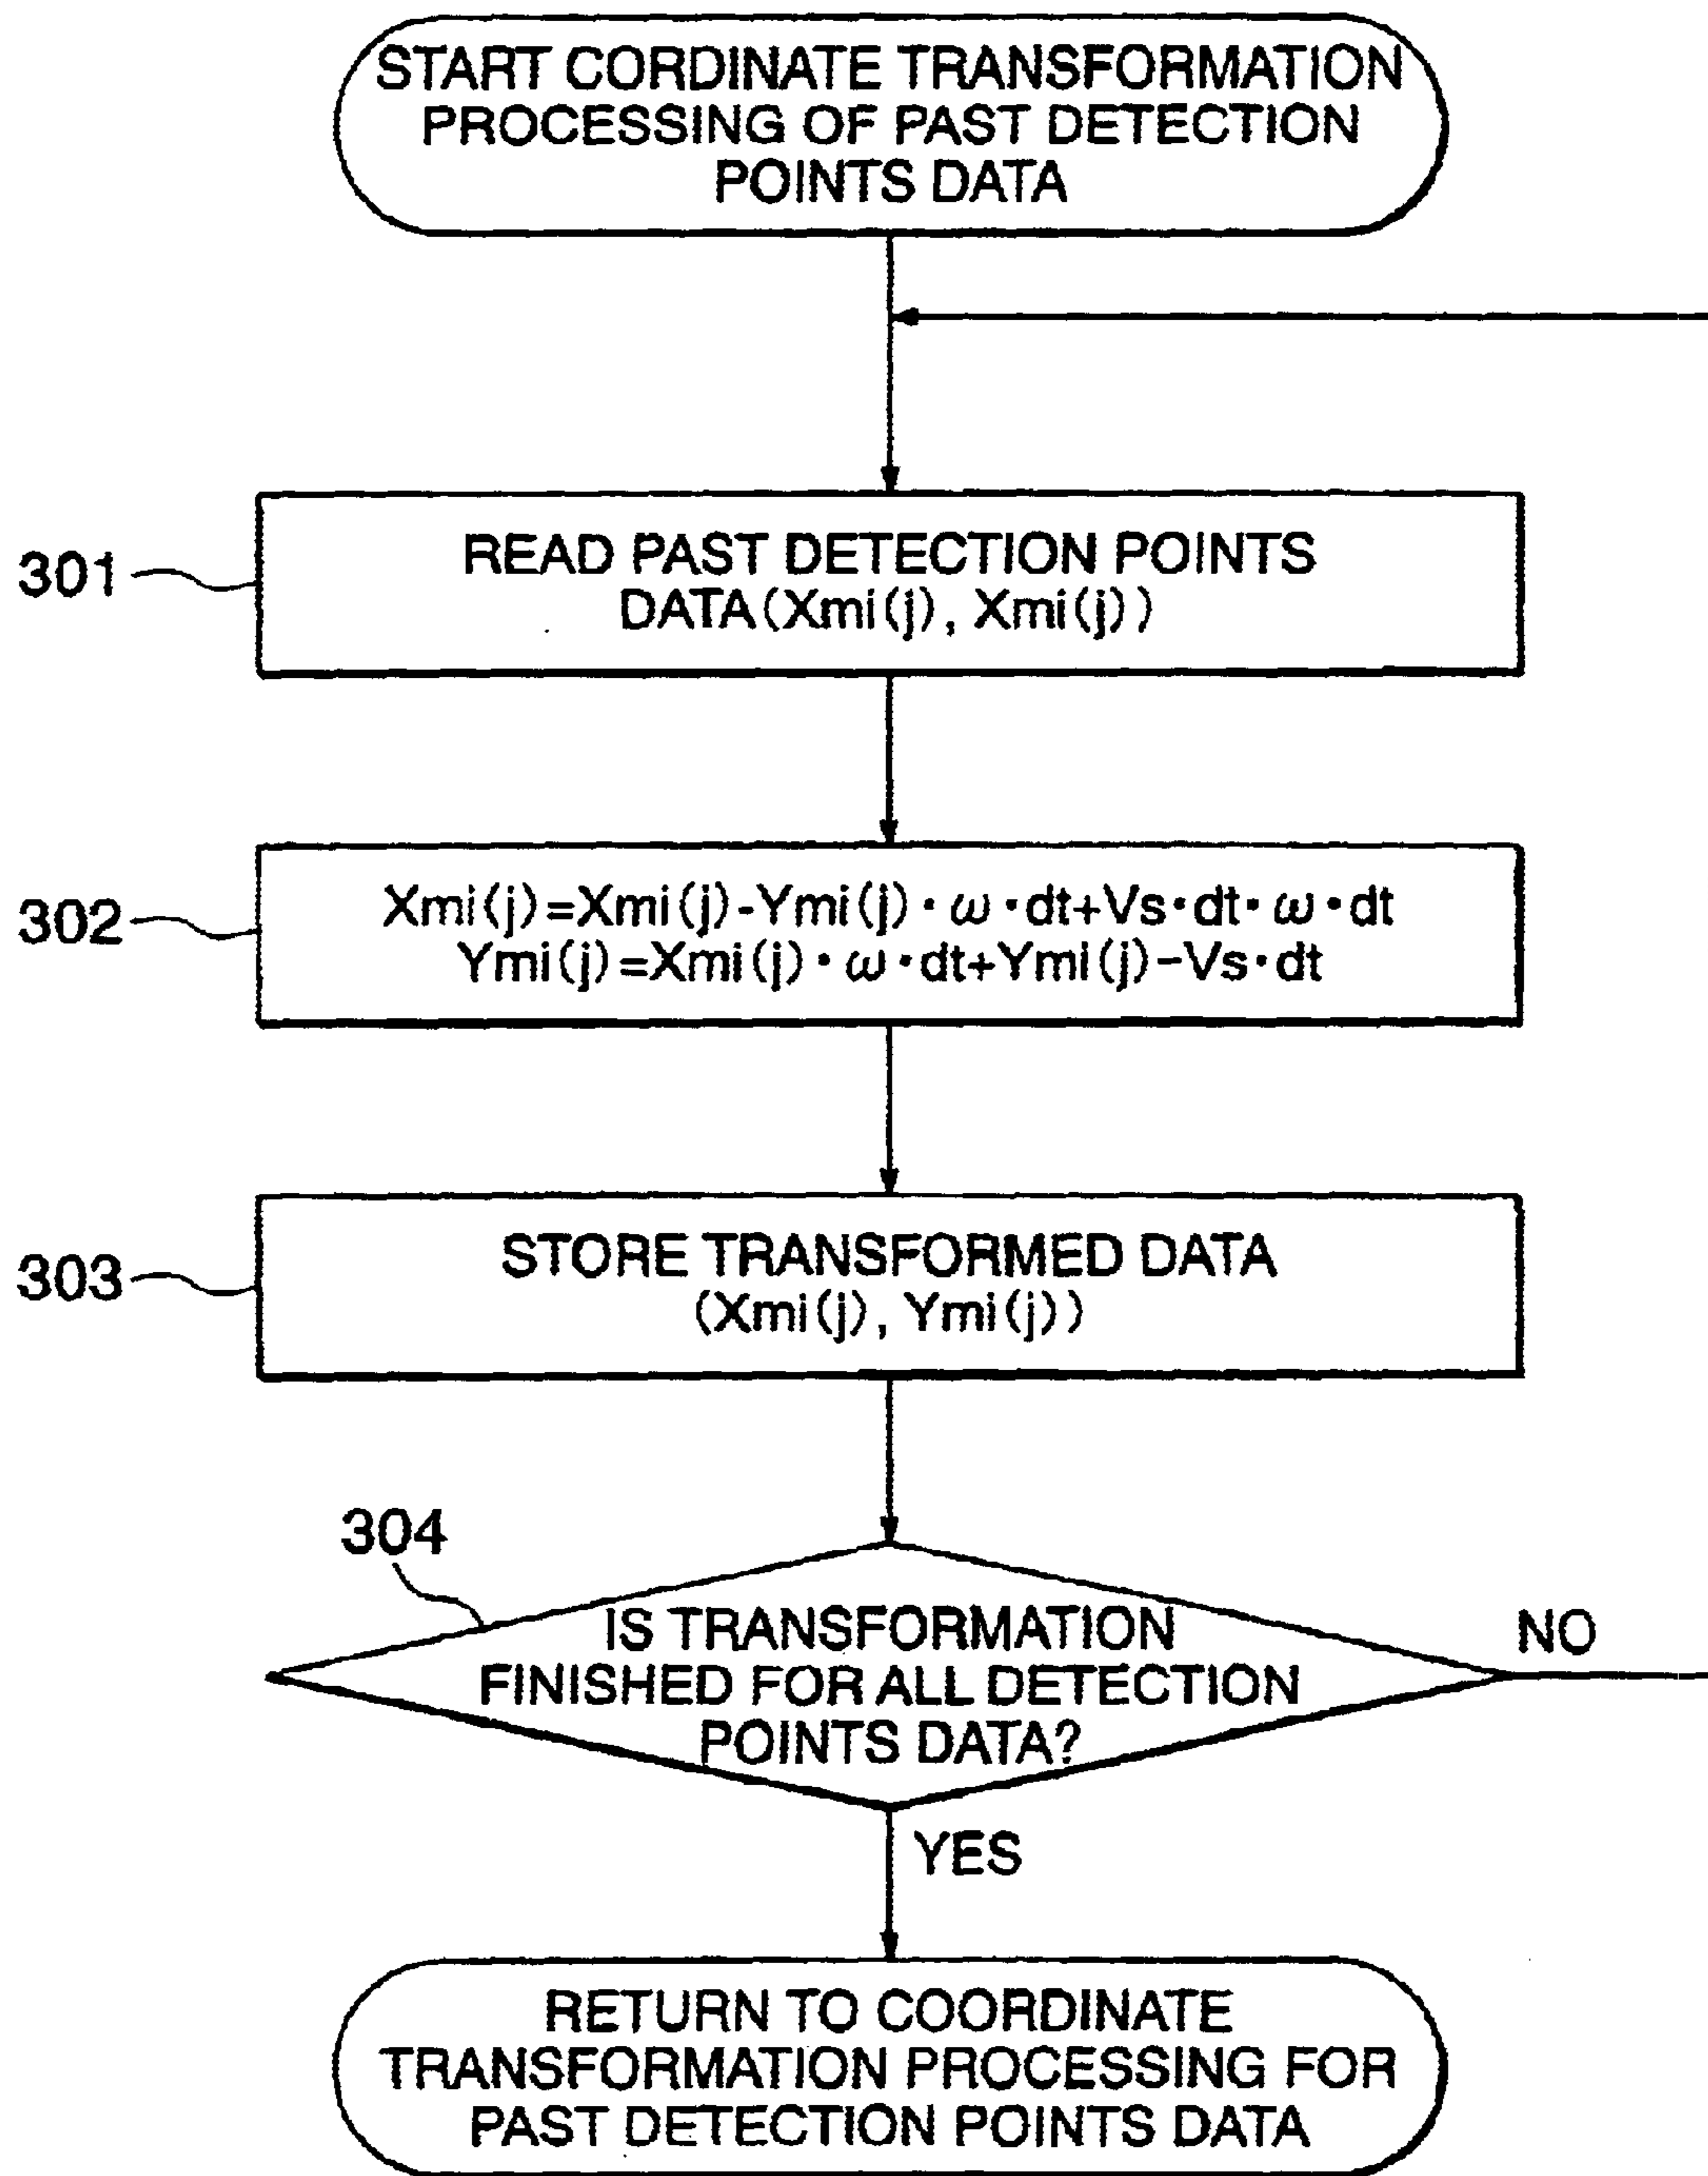 START CORDINATE TRANSFORMATION
PROCESSING OF PAST DETECTION
POINTS DATA
301
READ PAST DETECTION POINTS
DATA(Xmi(j), Xmi(j))
302
Xmi(j)=Xmi(j)-Ymi(j)・ω・dt+Vs・dt・ω・dt
Ymi(j)=Xmi(j)・ω・dt+Ymi(j)-Vs・dt
303
STORE TRANSFORMED DATA
(Xmi(j), Ymi(j))
304
IS TRANSFORMATION
FINISHED FOR ALL DETECTION
POINTS DATA?
NO
YES
RETURN TO COORDINATE
TRANSFORMATION PROCESSING FOR
PAST DETECTION POINTS DATA